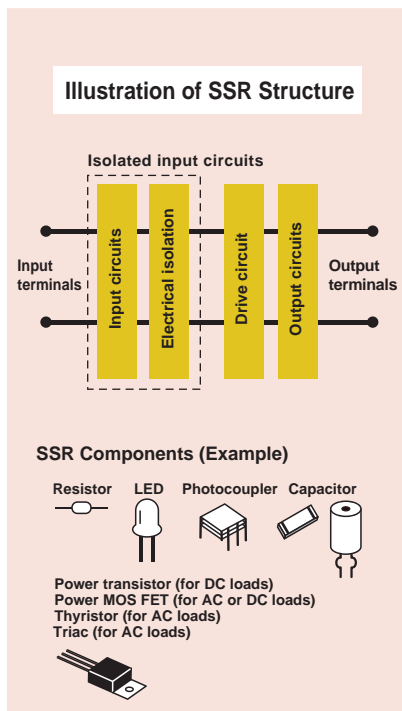 Illustration of SSR Structure
Isolated input circuits
Input
terminals
Input circuits
Electrical isolation
Drive circuit
Output circuits
Output
terminals
SSR Components (Example)
Resistor LED Photocoupler Capacitor
Power transistor (for DC loads)
Power MOS FET (for AC or DC loads)
Thyristor (for AC loads)
Triac (for AC loads)